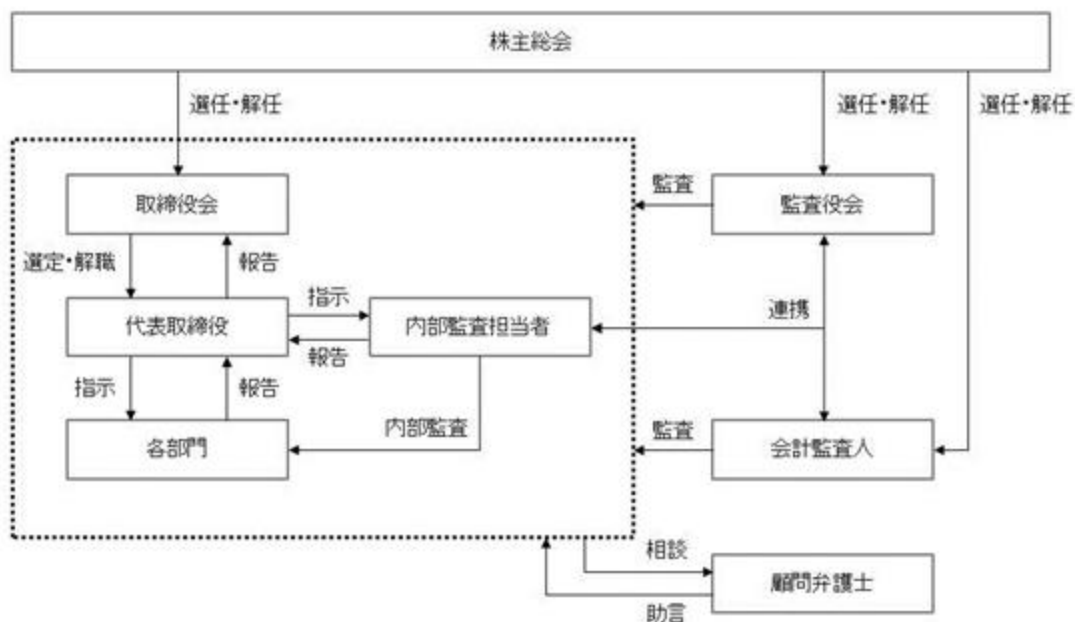 株主総会
選任・解任
選任・解任
選任・解任
取締役会
監査
監査役会
選定・解職
報告
代表取締役
指示
報告
内部監査担当者
連携
指示
報告
各部門
内部監査
監査
会計監査人
相談
顧問弁護士
助言